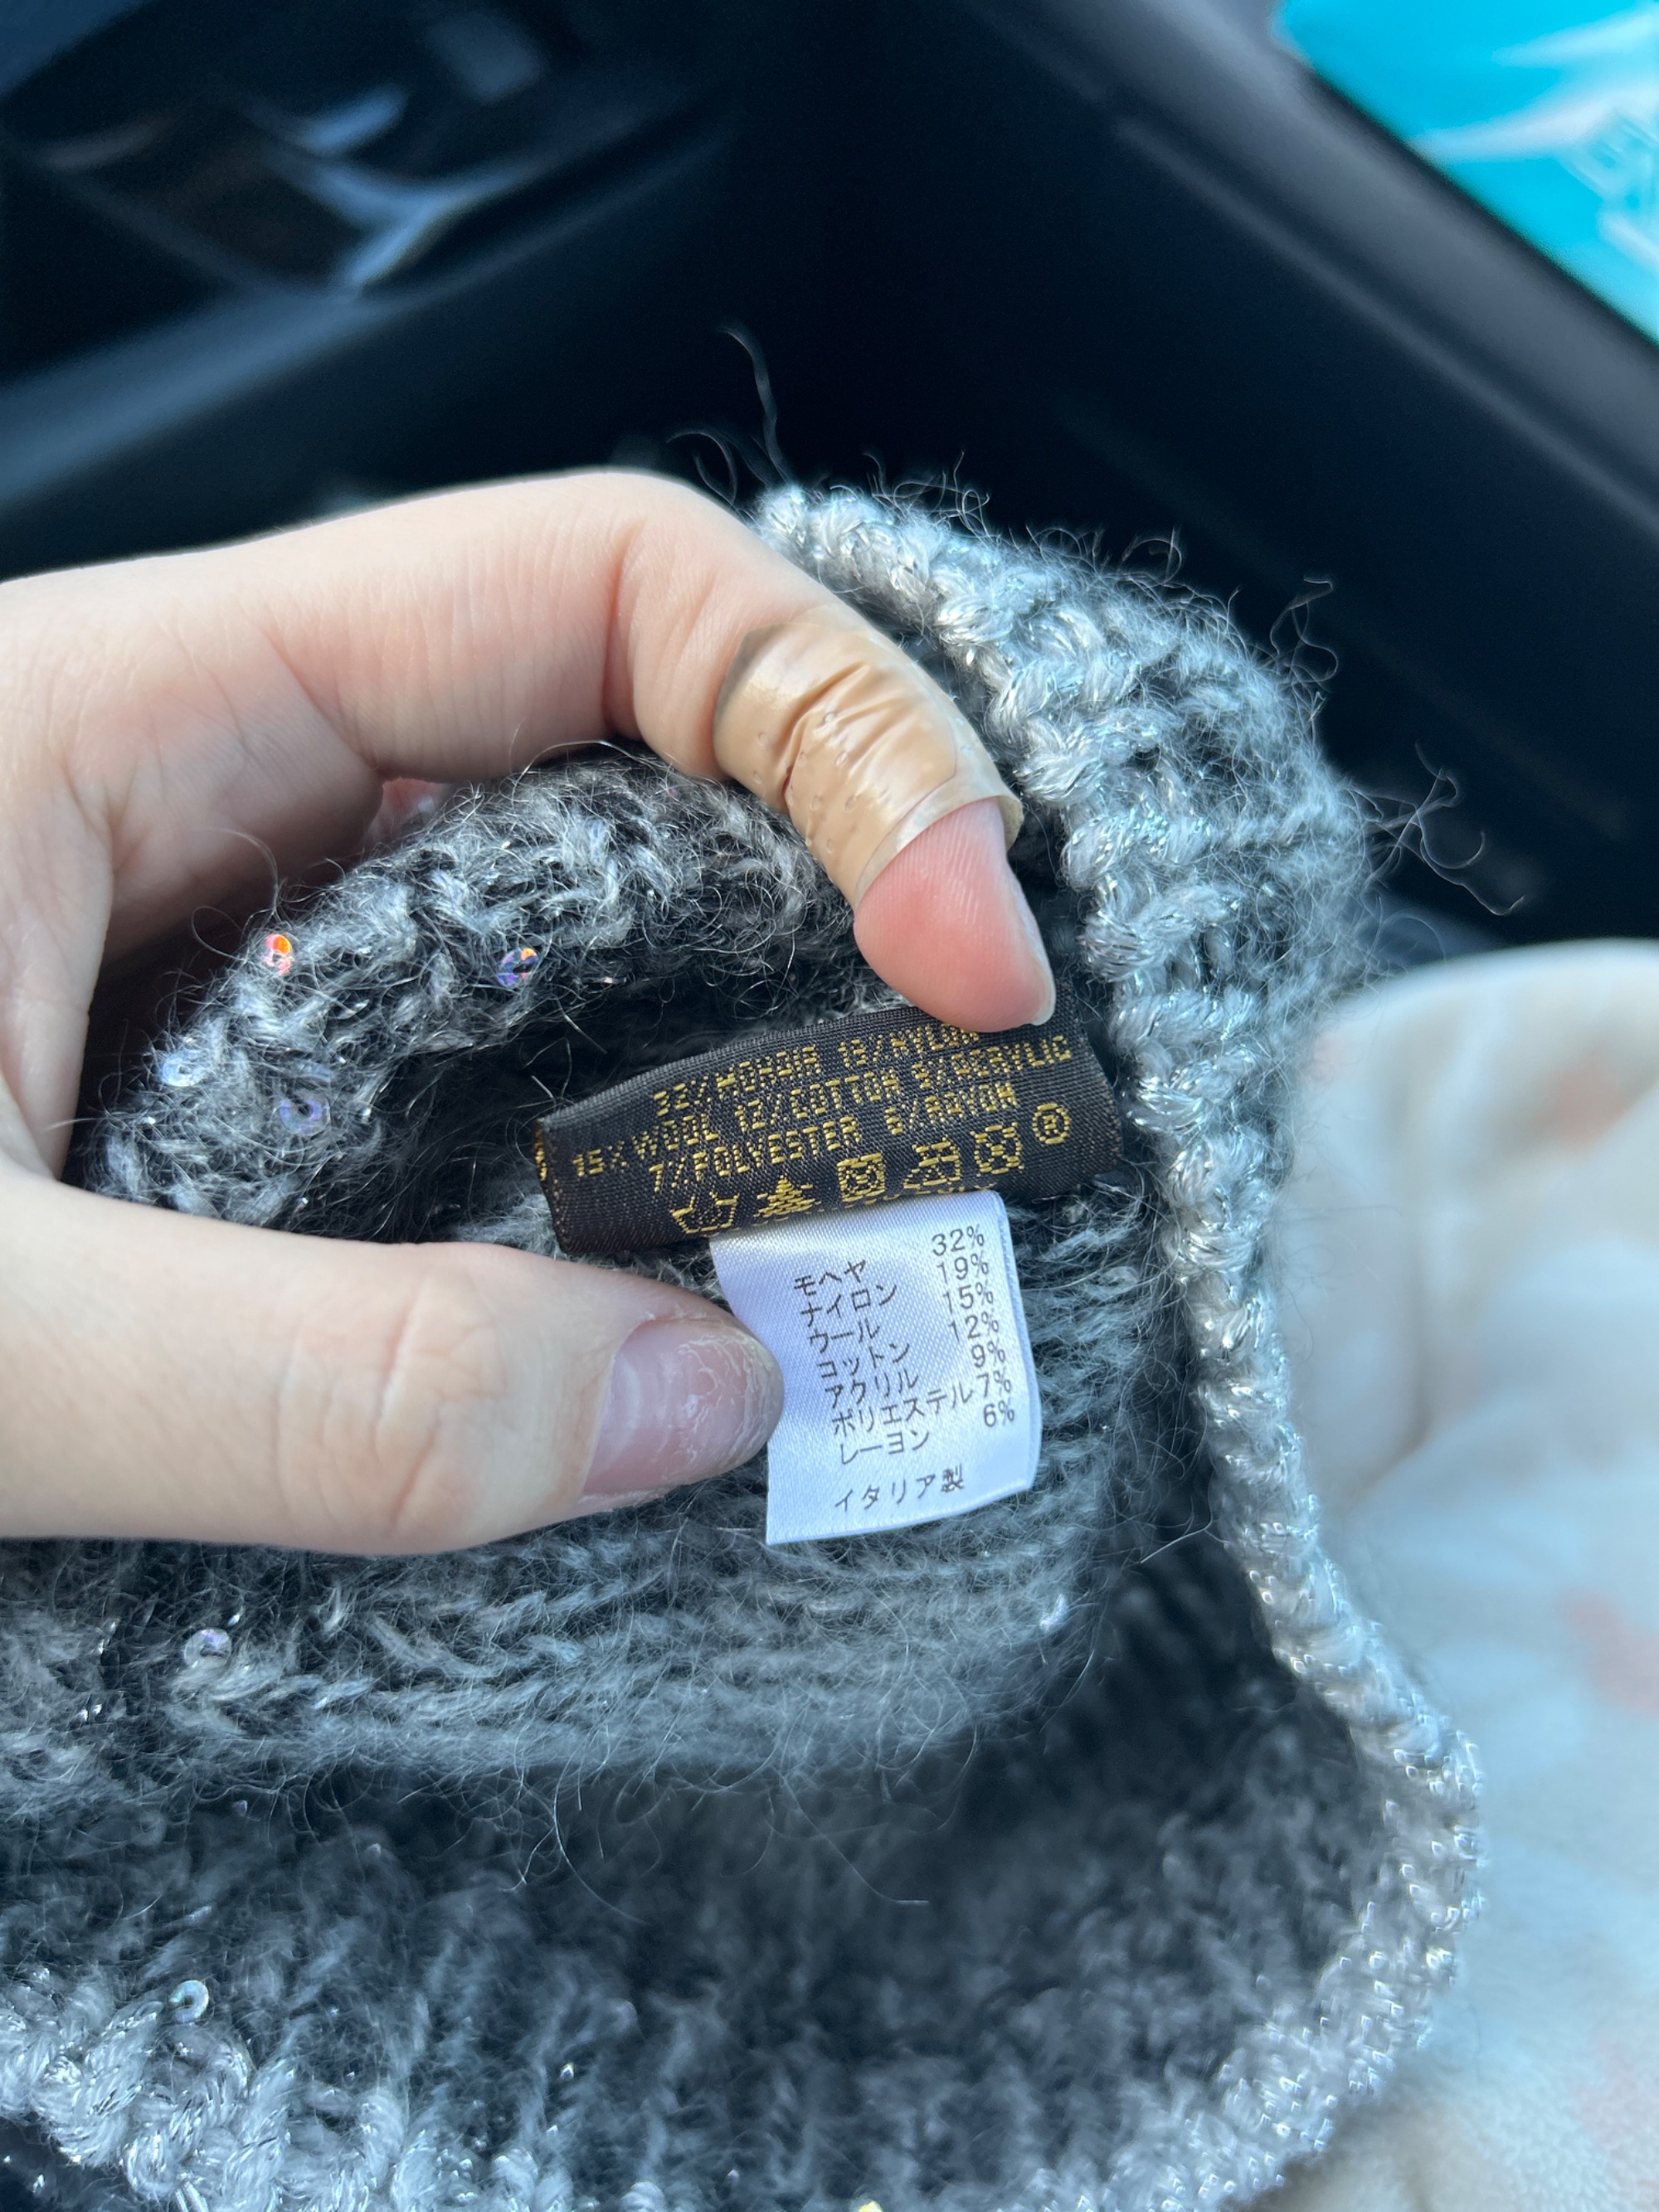 32% MOHAIR 19% NYLON
15% WOOL 12% COTTON 9% ACRYLIC
7% POLYESTER 6% RAYON
モヘヤ 32%
ナイロン 19%
ウール 15%
コットン 12%
アクリル 9%
ポリエステル 7%
レーヨン 6%
イタリア製